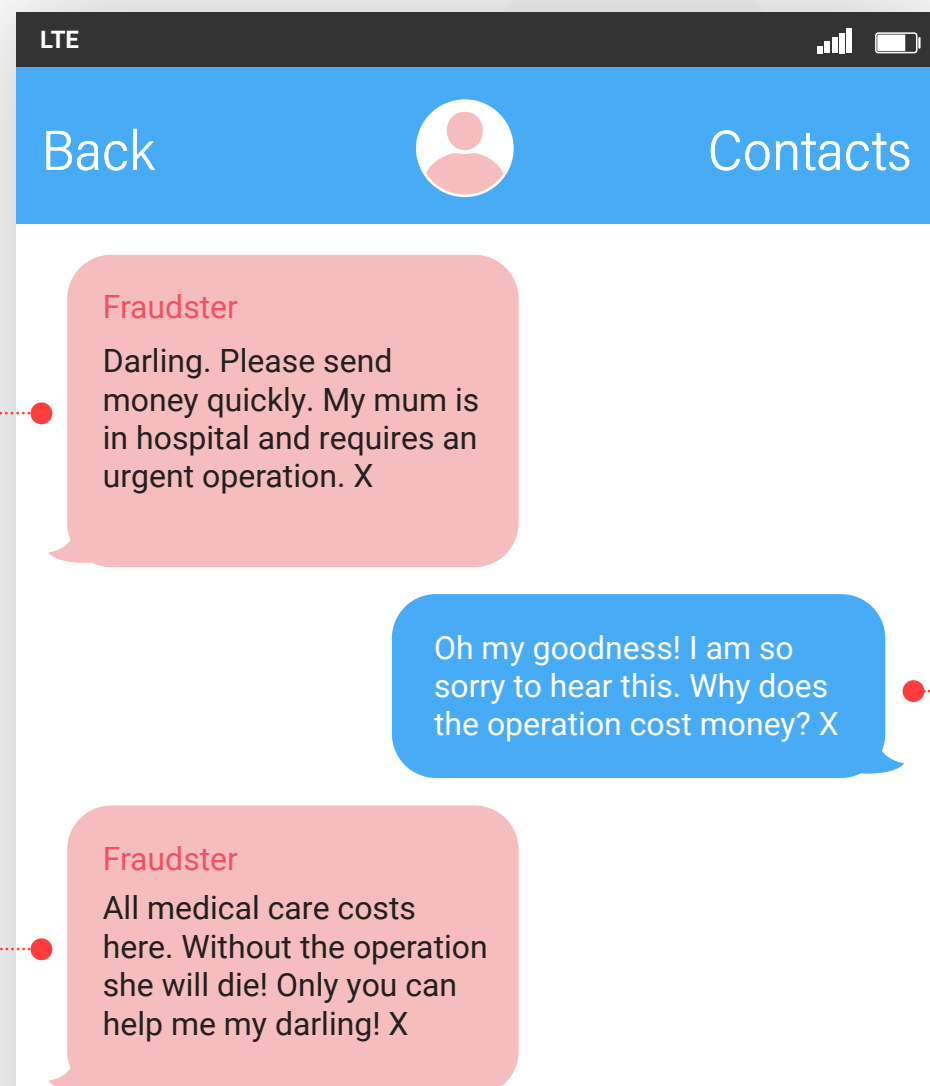 LTE
Back
Contacts
Fraudster
Darling. Please send
money quickly. My mum is
in hospital and requires an
urgent operation. X
Oh my goodness! I am so
sorry to hear this. Why does
the operation cost money? X
Fraudster
All medical care costs
here. Without the operation
she will die! Only you can
help me my darling! X